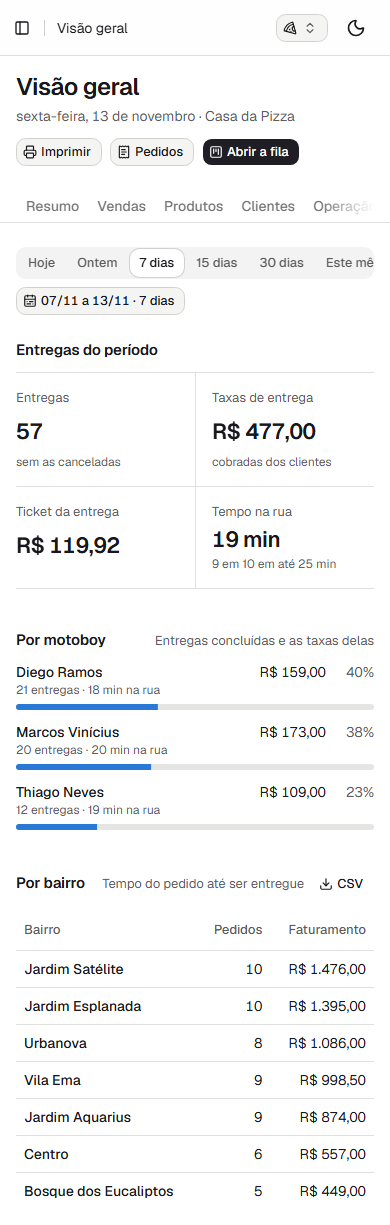 Visão geral
Visão geral
sexta-feira, 13 de novembro · Casa da Pizza
Imprimir Pedidos Abrir a fila
Resumo Vendas Produtos Clientes Operaçã
Hoje Ontem 7 dias 15 dias 30 dias Este mê
07/11 a 13/11 · 7 dias
Entregas do período
Entregas
57
sem as canceladas
Taxas de entrega
R$ 477,00
cobradas dos clientes
Ticket da entrega
R$ 119,92
Tempo na rua
19 min
9 em 10 em até 25 min
Por motoboy Entregas concluídas e as taxas delas
Diego Ramos R$ 159,00 40%
21 entregas · 18 min na rua
Marcos Vinícius R$ 173,00 38%
20 entregas · 20 min na rua
Thiago Neves R$ 109,00 23%
12 entregas · 19 min na rua
Por bairro Tempo do pedido até ser entregue CSV
Bairro Pedidos Faturamento
Jardim Satélite 10 R$ 1.476,00
Jardim Esplanada 10 R$ 1.395,00
Urbanova 8 R$ 1.086,00
Vila Ema 9 R$ 998,50
Jardim Aquarius 9 R$ 874,00
Centro 6 R$ 557,00
Bosque dos Eucaliptos 5 R$ 449,00